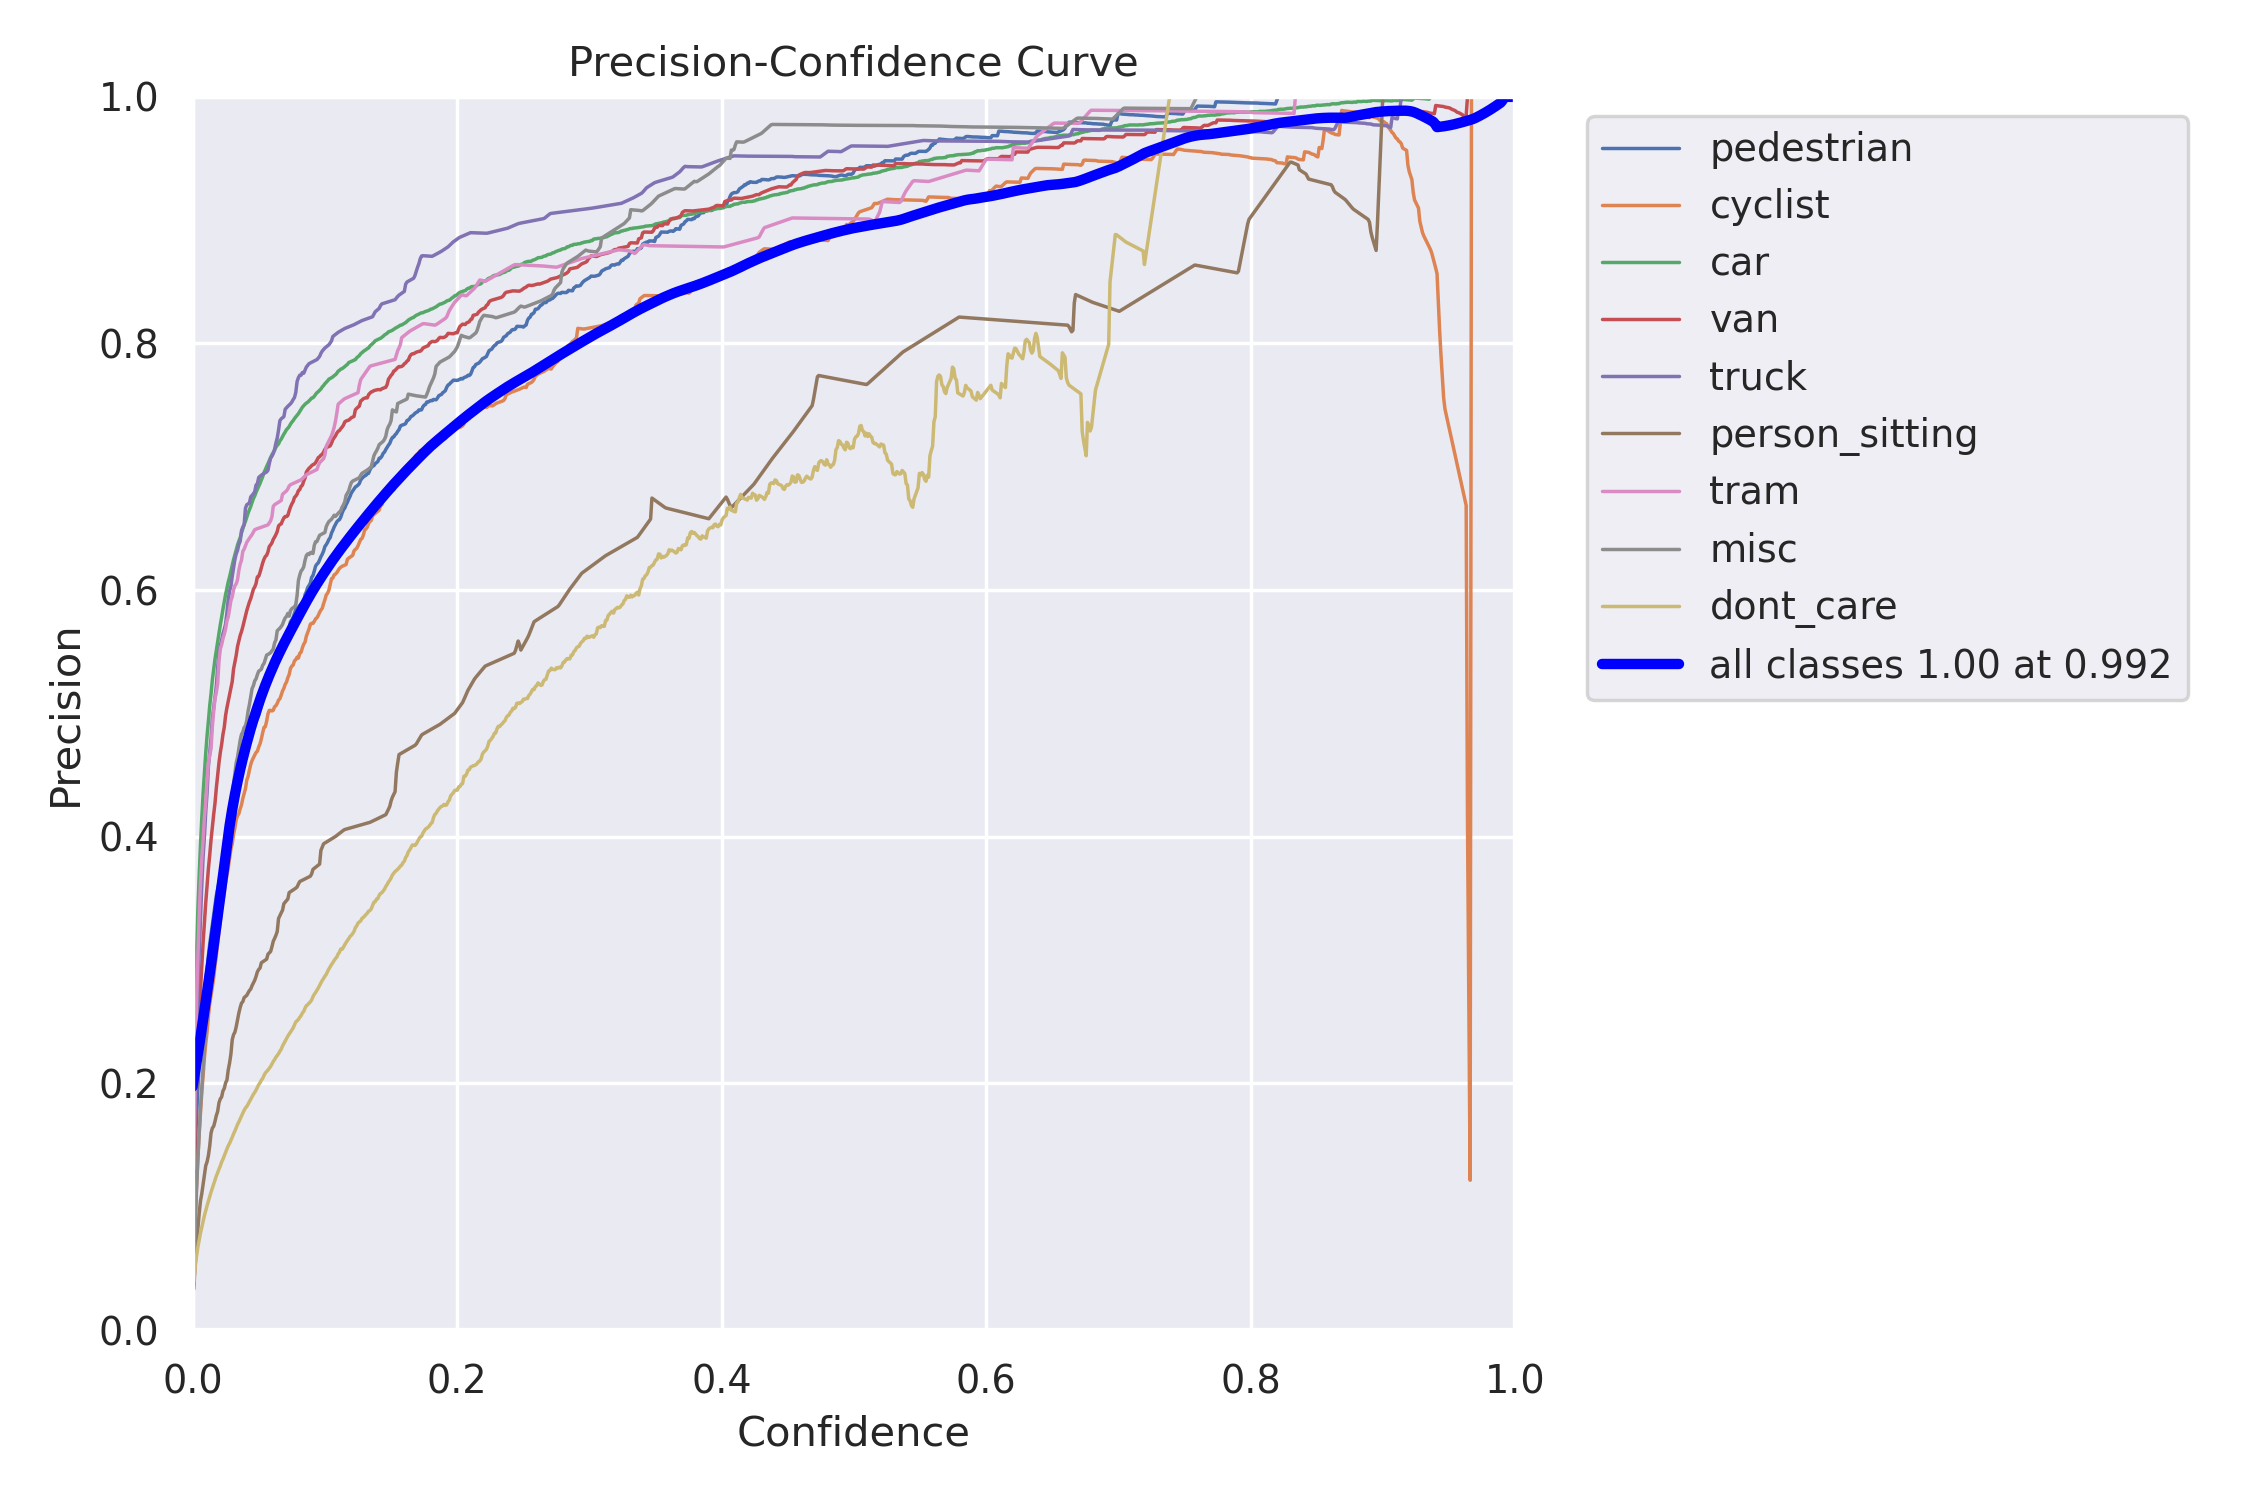 Precision-Confidence Curve
1.0
0.8
0.6
0.4
0.2
0.0
Precision
0.0 0.2 0.4 0.6 0.8 1.0
Confidence
pedestrian
cyclist
car
van
truck
person_sitting
tram
misc
dont_care
all classes 1.00 at 0.992